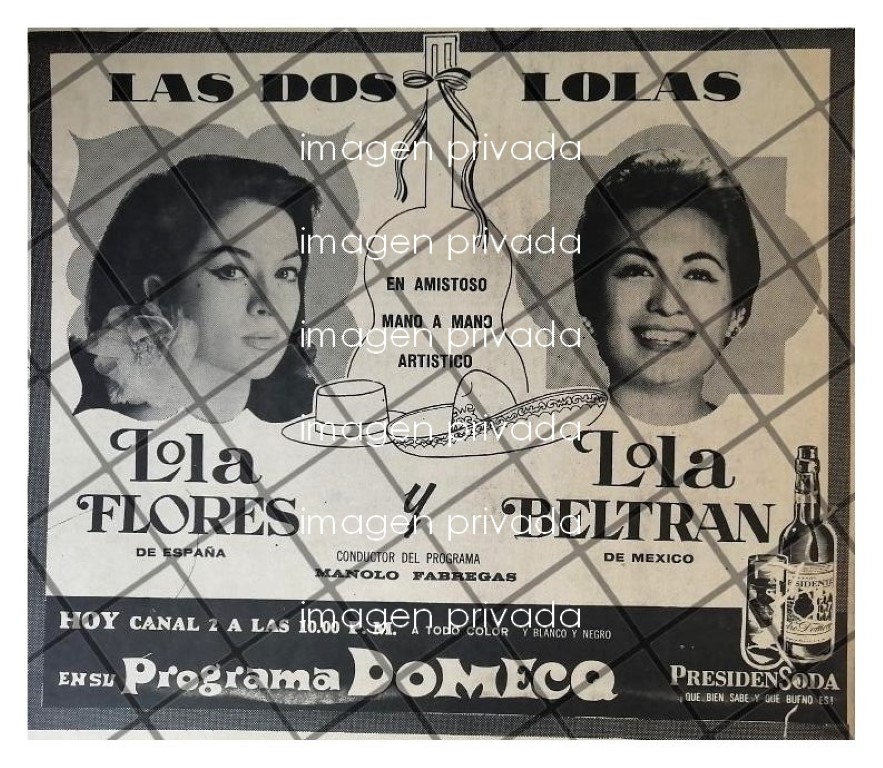 LAS DOS LOLAS
imagen privada
imagen privada
EN AMISTOSO
MANO A MANO
imagen privada
ARTISTICO
imagen privada
Lola
FLORES
DE ESPAÑA
y
imagen privada
Lola
BELTRAN
DE MEXICO
CONDUCTOR DEL PROGRAMA
MANOLO FABREGAS
imagen privada
HOY CANAL 2 A LAS 10.00 P.M. A TODO COLOR Y BLANCO Y NEGRO
EN SU Programa DOMECQ
PRESIDENTE
Domecq
PRESIDENSODA
¡QUE BIEN SABE Y QUE BUENO ES!